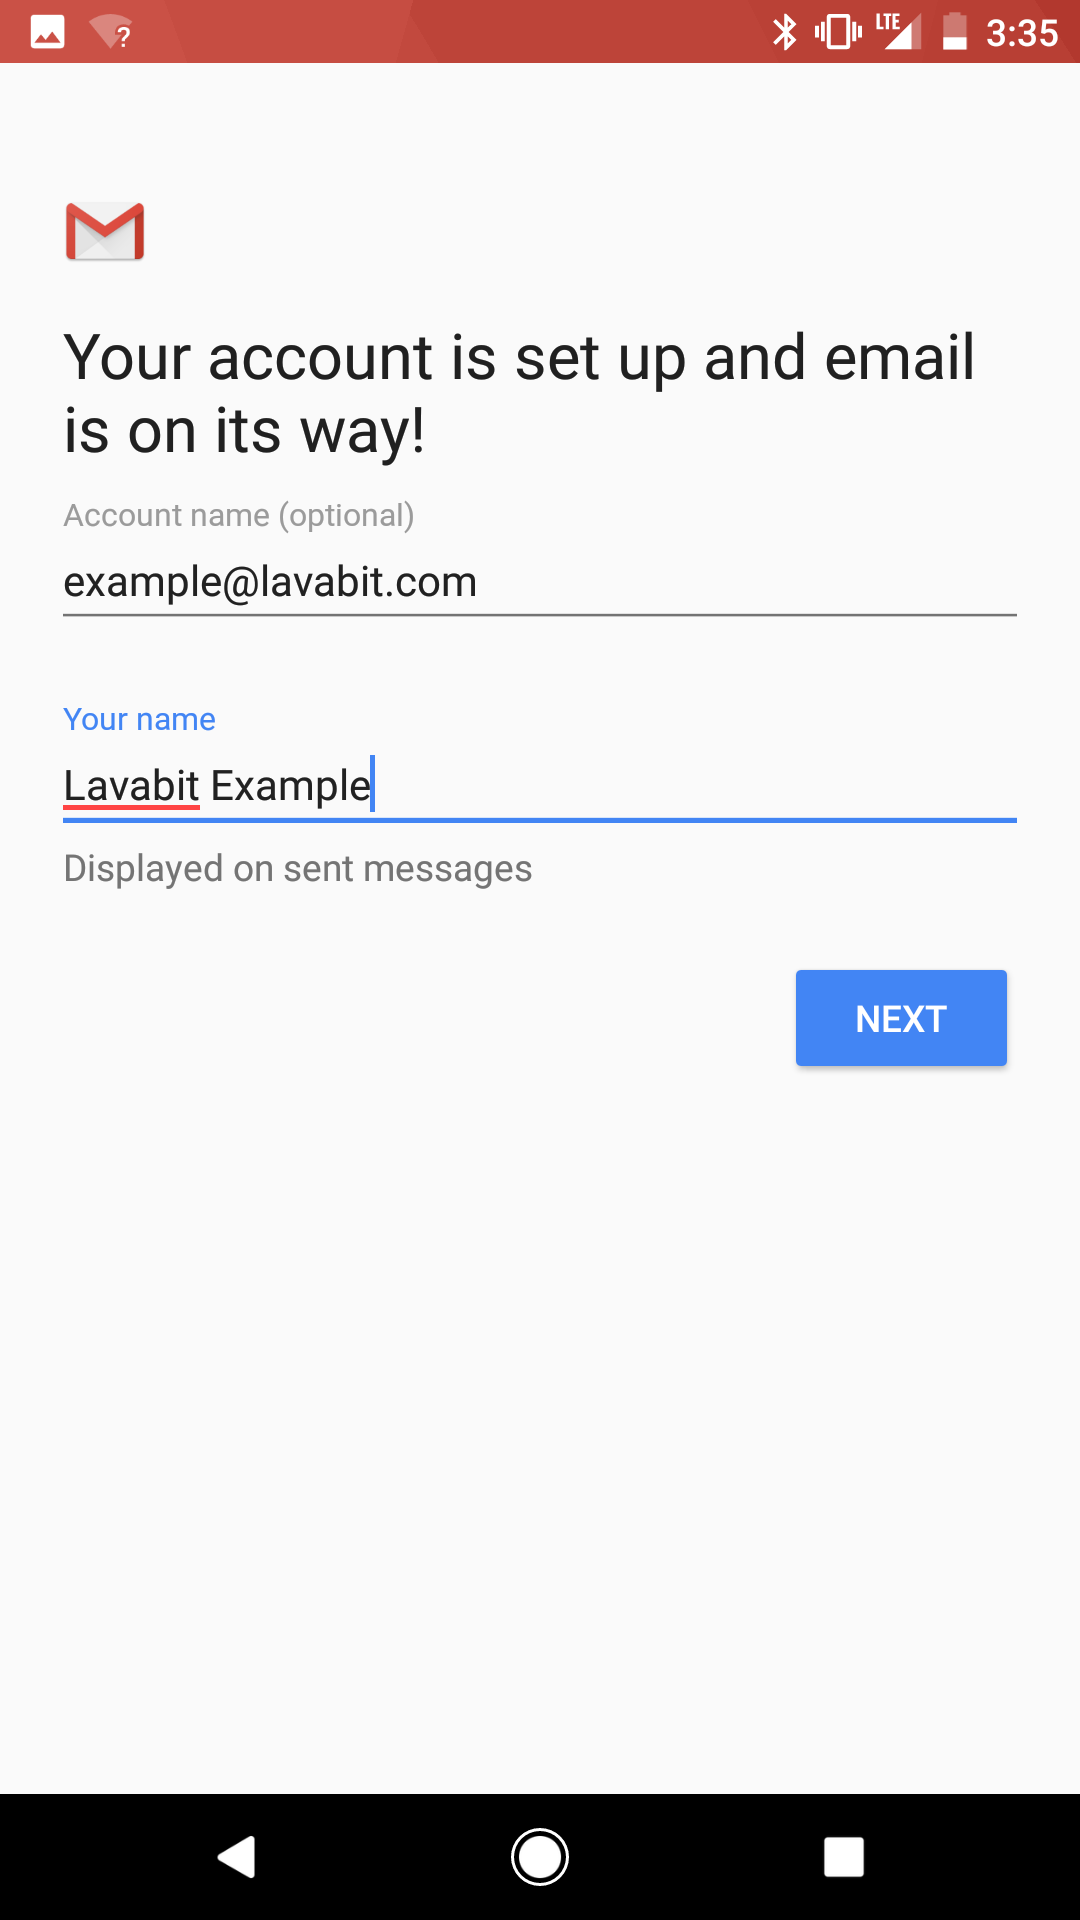 ? LTE 3:35
Your account is set up and email
is on its way!
Account name (optional)
example@lavabit.com
Your name
Lavabit Example
Displayed on sent messages
NEXT